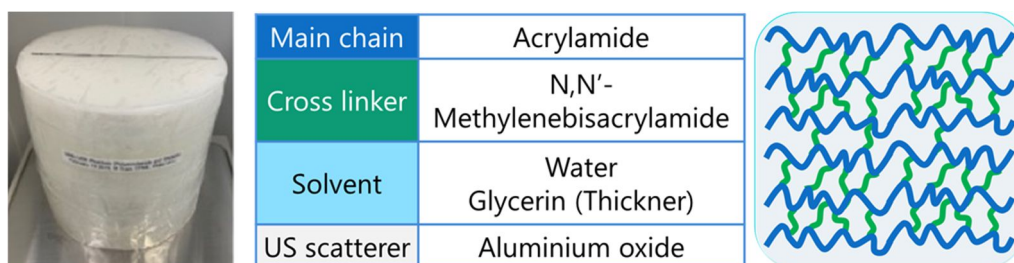 Main chain
Acrylamide
Cross linker
N,N'-
Methylenebisacrylamide
Solvent
Water
Glycerin (Thickner)
US scatterer
Aluminium oxide